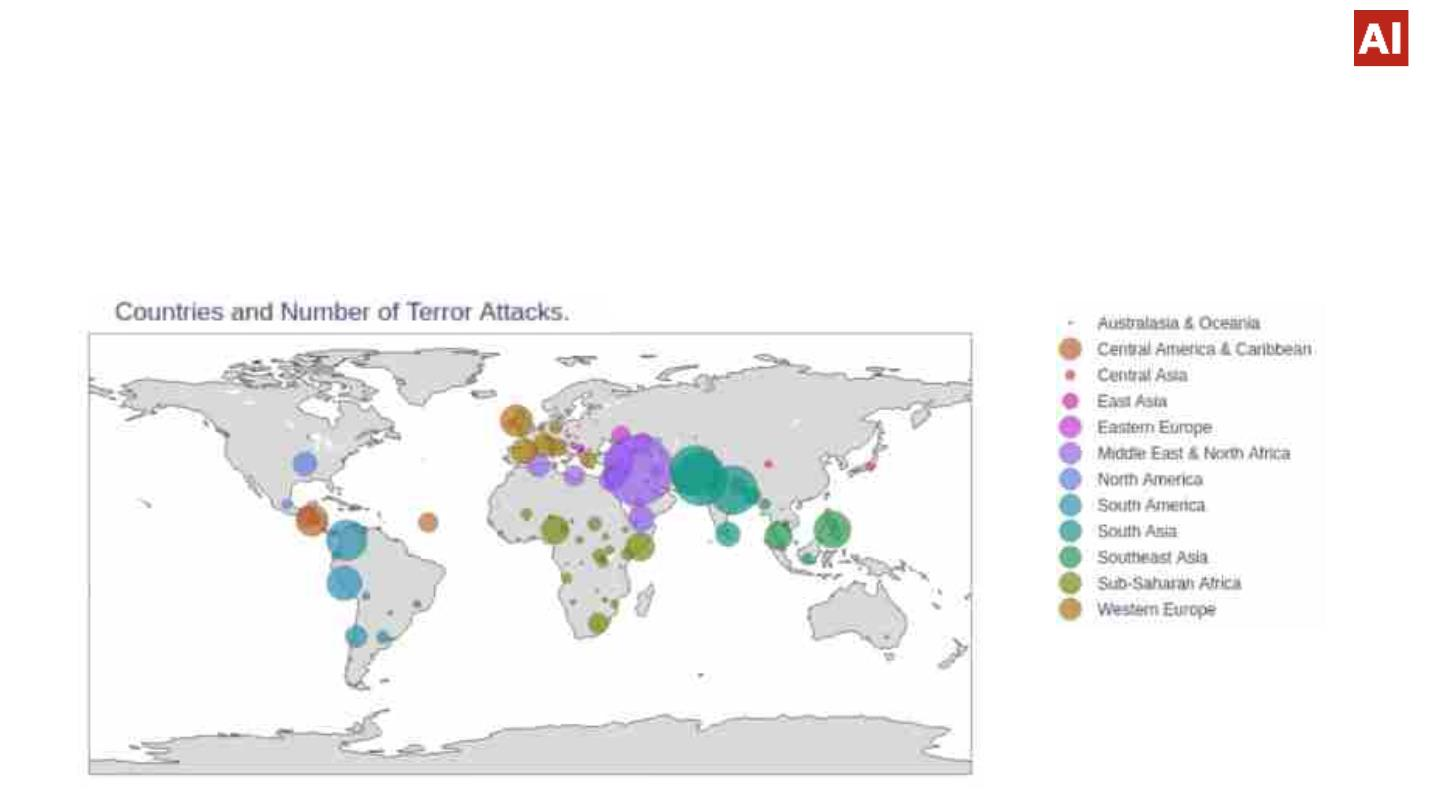 AI
Countries and Number of Terror Attacks.
Australasia & Oceania
Central America & Caribbean
Central Asia
East Asia
Eastern Europe
Middle East & North Africa
North America
South America
South Asia
Southeast Asia
Sub-Saharan Africa
Western Europe